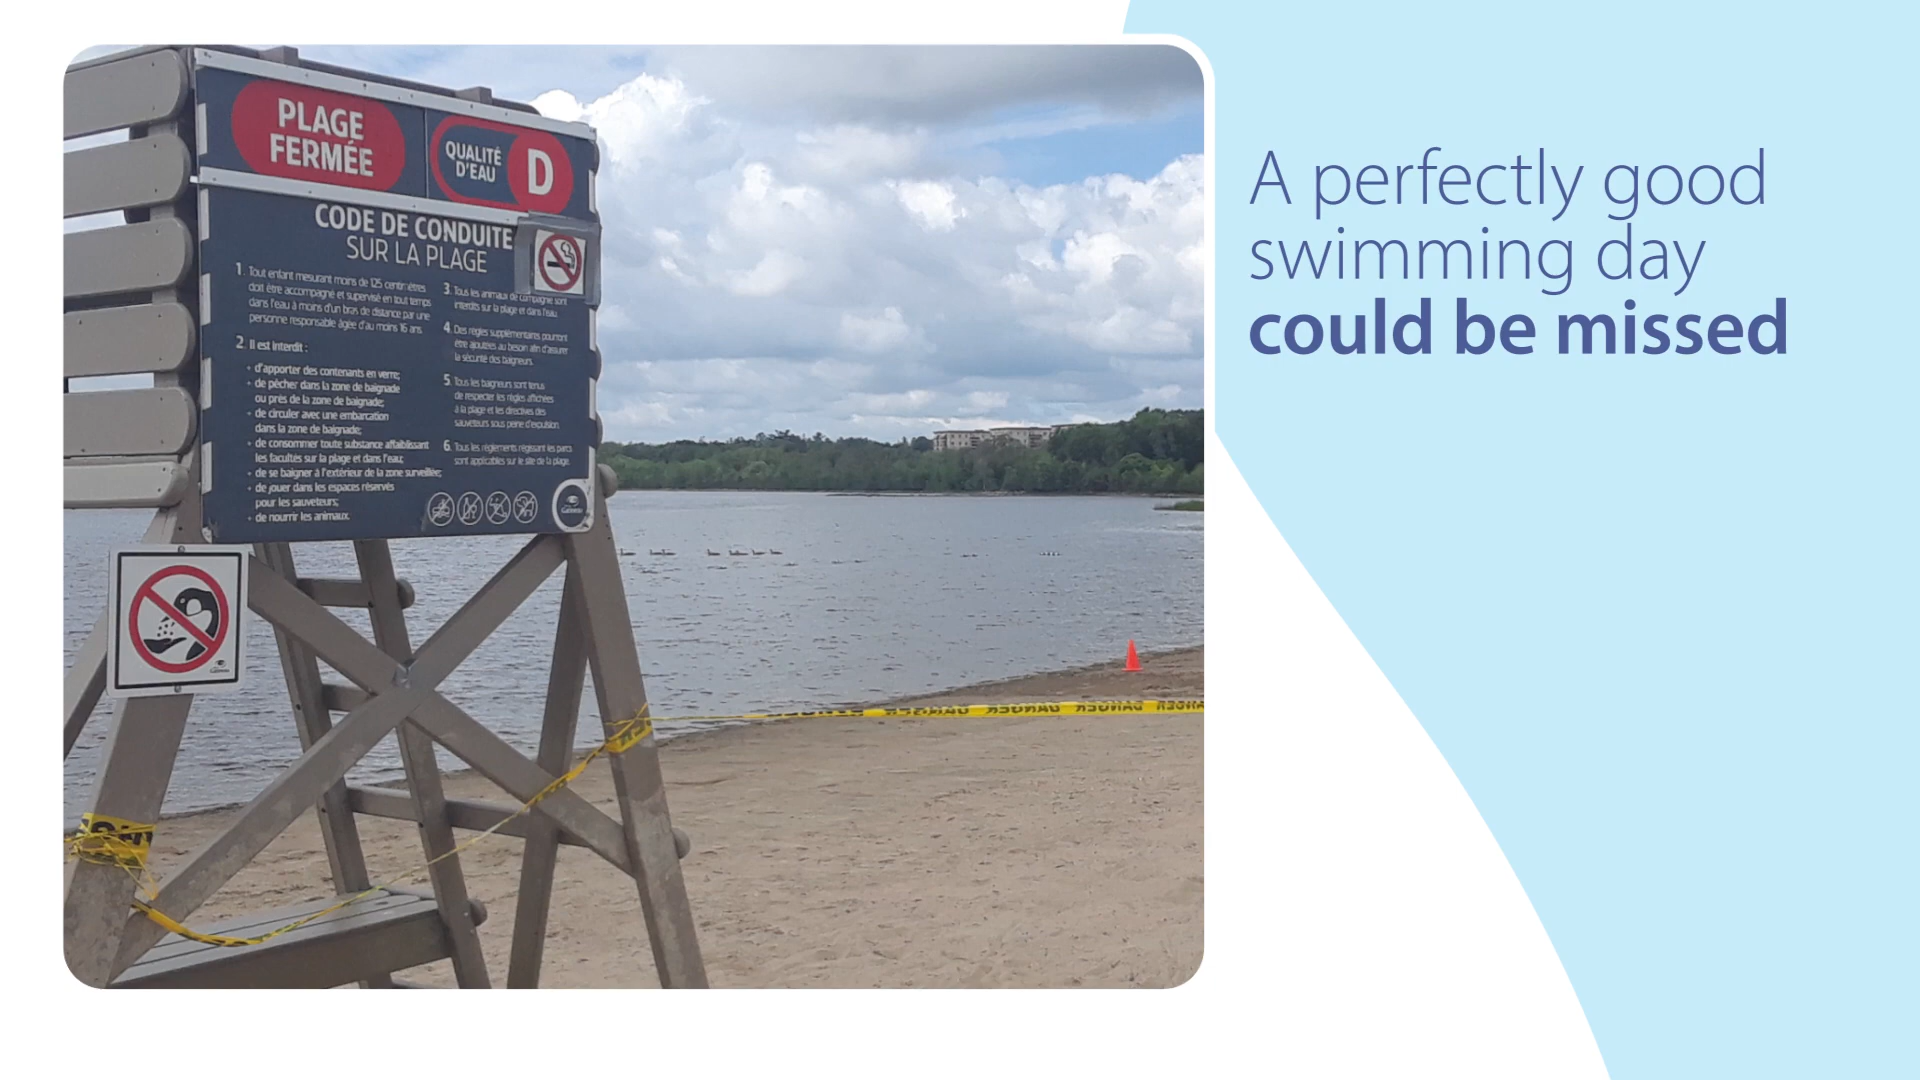 PLAGE
FERMÉE
QUALITÉ
D'EAU
D
CODE DE CONDUITE
SUR LA PLAGE
1. Tout enfant mesurant moins de 125 centimètres
doit être accompagné et supervisé en tout temps
dans l'eau à moins d'un bras de distance par une
personne responsable âgée d'au moins 16 ans.
2. Il est interdit :
• d'apporter des contenants en verre;
• de pêcher dans la zone de baignade
ou près de la zone de baignade;
• de circuler avec une embarcation
dans la zone de baignade;
• de consommer toute substance affaiblissant
les facultés sur la plage et dans l'eau;
• de se baigner à l'extérieur de la zone surveillée;
• de jouer dans les espaces réservés
pour les sauveteurs;
• de nourrir les animaux.
3. Tous les animaux de compagnie sont
interdits sur la plage et dans l'eau.
4. Des règles supplémentaires pourront
être ajoutées au besoin afin d'assurer
la sécurité des baigneurs.
5. Tous les baigneurs sont tenus
de respecter les règles affichées
à la plage et les directives des
sauveteurs sous peine d'expulsion.
6. Tous les règlements régissant les parcs
sont applicables sur le site de la plage.
Gatineau
Gatineau
DANGER DANGER DANGER DANGER
A perfectly good
swimming day
could be missed